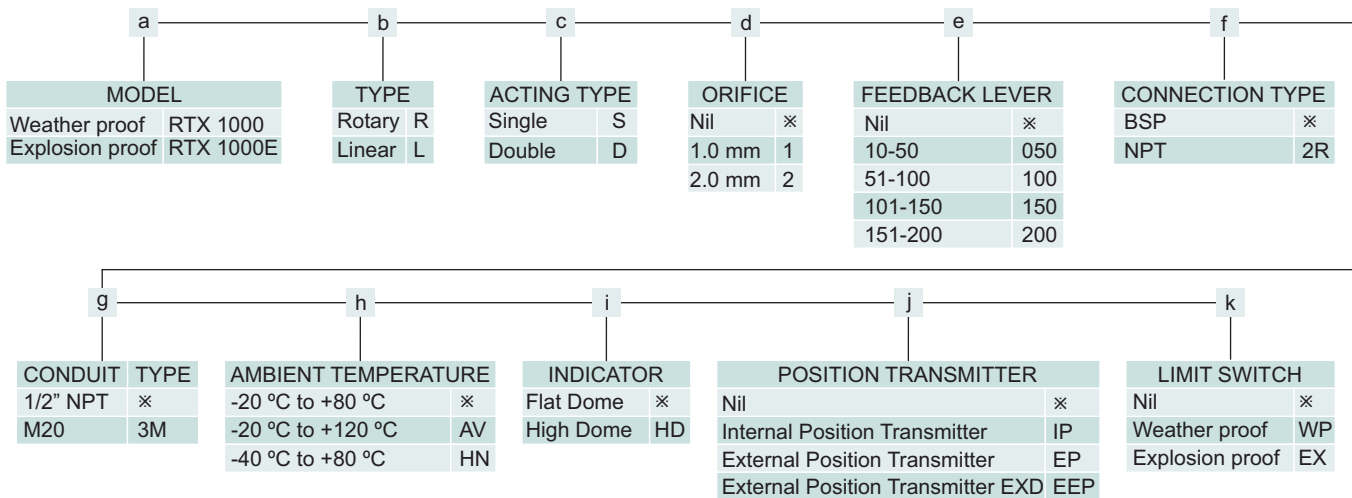 a b c d e f
MODEL
Weather proof RTX 1000
Explosion proof RTX 1000E
TYPE
Rotary R
Linear L
ACTING TYPE
Single S
Double D
ORIFICE
Nil ※
1.0 mm 1
2.0 mm 2
FEEDBACK LEVER
Nil ※
10-50 050
51-100 100
101-150 150
151-200 200
CONNECTION TYPE
BSP ※
NPT 2R
g h i j k
CONDUIT TYPE
1/2” NPT ※
M20 3M
AMBIENT TEMPERATURE
-20 ºC to +80 ºC ※
-20 ºC to +120 ºC AV
-40 ºC to +80 ºC HN
INDICATOR
Flat Dome ※
High Dome HD
POSITION TRANSMITTER
Nil ※
Internal Position Transmitter IP
External Position Transmitter EP
External Position Transmitter EXD EEP
LIMIT SWITCH
Nil ※
Weather proof WP
Explosion proof EX